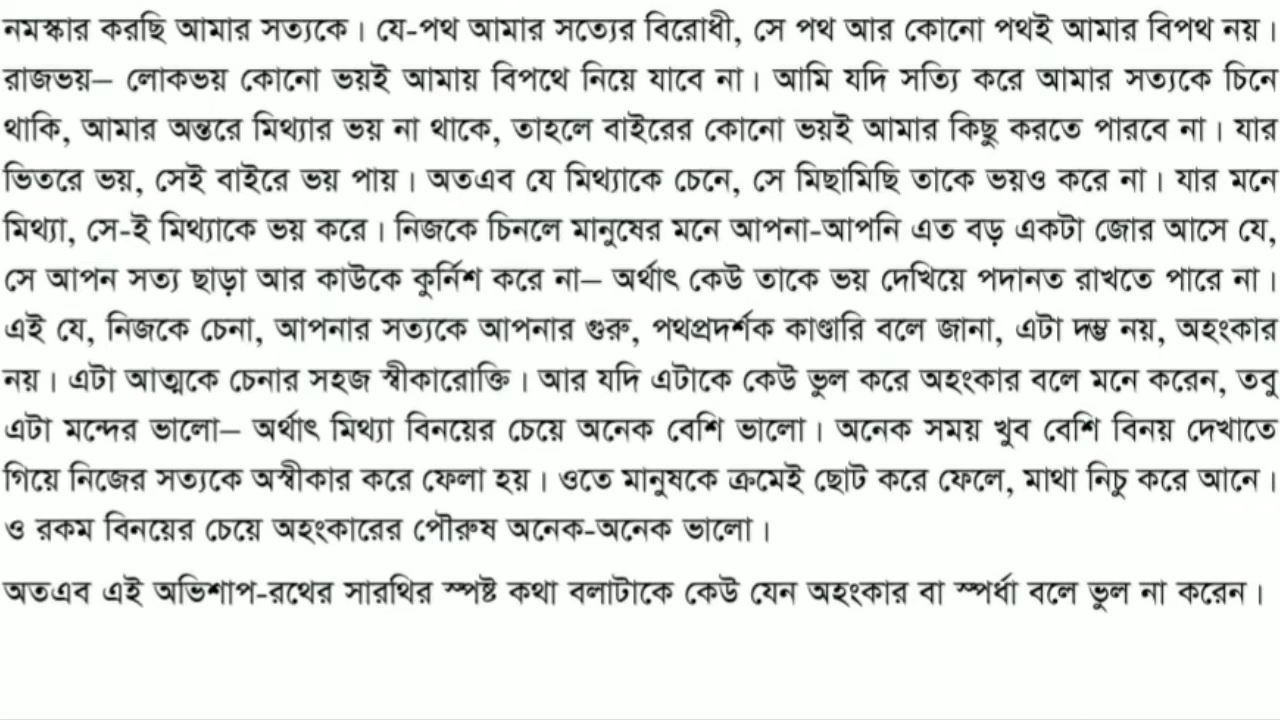 নমস্কার করছি আমার সত্যকে। যে-পথ আমার সত্যের বিরোধী, সে পথ আর কোনো পথই আমার বিপথ নয়।
রাজভয়– লোকভয় কোনো ভয়ই আমায় বিপথে নিয়ে যাবে না। আমি যদি সত্যি করে আমার সত্যকে চিনে
থাকি, আমার অন্তরে মিথ্যার ভয় না থাকে, তাহলে বাইরের কোনো ভয়ই আমার কিছু করতে পারবে না। যার
ভিতরে ভয়, সেই বাইরে ভয় পায়। অতএব যে মিথ্যাকে চেনে, সে মিছামিছি তাকে ভয়ও করে না। যার মনে
মিথ্যা, সে-ই মিথ্যাকে ভয় করে। নিজকে চিনলে মানুষের মনে আপনা-আপনি এত বড় একটা জোর আসে যে,
সে আপন সত্য ছাড়া আর কাউকে কুর্নিশ করে না– অর্থাৎ কেউ তাকে ভয় দেখিয়ে পদানত রাখতে পারে না।
এই যে, নিজকে চেনা, আপনার সত্যকে আপনার গুরু, পথপ্রদর্শক কাণ্ডারি বলে জানা, এটা দম্ভ নয়, অহংকার
নয়। এটা আত্মকে চেনার সহজ স্বীকারোক্তি। আর যদি এটাকে কেউ ভুল করে অহংকার বলে মনে করেন, তবু
এটা মন্দের ভালো– অর্থাৎ মিথ্যা বিনয়ের চেয়ে অনেক বেশি ভালো। অনেক সময় খুব বেশি বিনয় দেখাতে
গিয়ে নিজের সত্যকে অস্বীকার করে ফেলা হয়। ওতে মানুষকে ক্রমেই ছোট করে ফেলে, মাথা নিচু করে আনে।
ও রকম বিনয়ের চেয়ে অহংকারের পৌরুষ অনেক-অনেক ভালো।
অতএব এই অভিশাপ-রথের সারথির স্পষ্ট কথা বলাটাকে কেউ যেন অহংকার বা স্পর্ধা বলে ভুল না করেন।